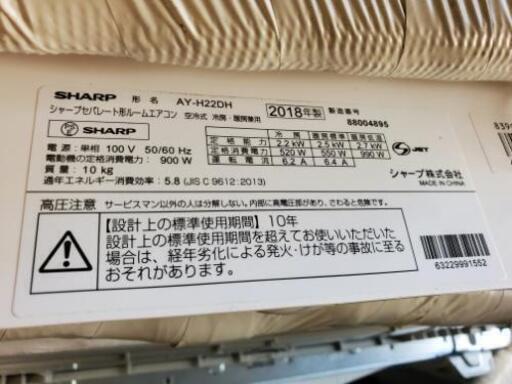 SHARP 形名 AY-H22DH 2018年製 製造番号
シャープセパレート形ルームエアコン 空冷式 冷房・暖房兼用 88004895
SHARP
電源：単相 100 V 50/60 Hz
電動機の定格消費電力： 900 W
質量：10 kg
通年エネルギー消費効率：5.8 (JIS C 9612:2013)
冷房 暖房標準 暖房低温
定格能力 2.2 kW 2.5 kW 2.7 kW
定格消費電力 520 W 550 W 990 W
運転電流 6.2 A 6.4 A
JET
シャープ株式会社
MADE IN CHINA
高圧注意 サービスマン以外の人は分解しない。内部に高電圧部があり、さわると危険です。
【設計上の標準使用期間】10年
設計上の標準使用期間を超えてお使いいただいた
場合は、経年劣化による発火・けが等の事故に至る
おそれがあります。
63229991552